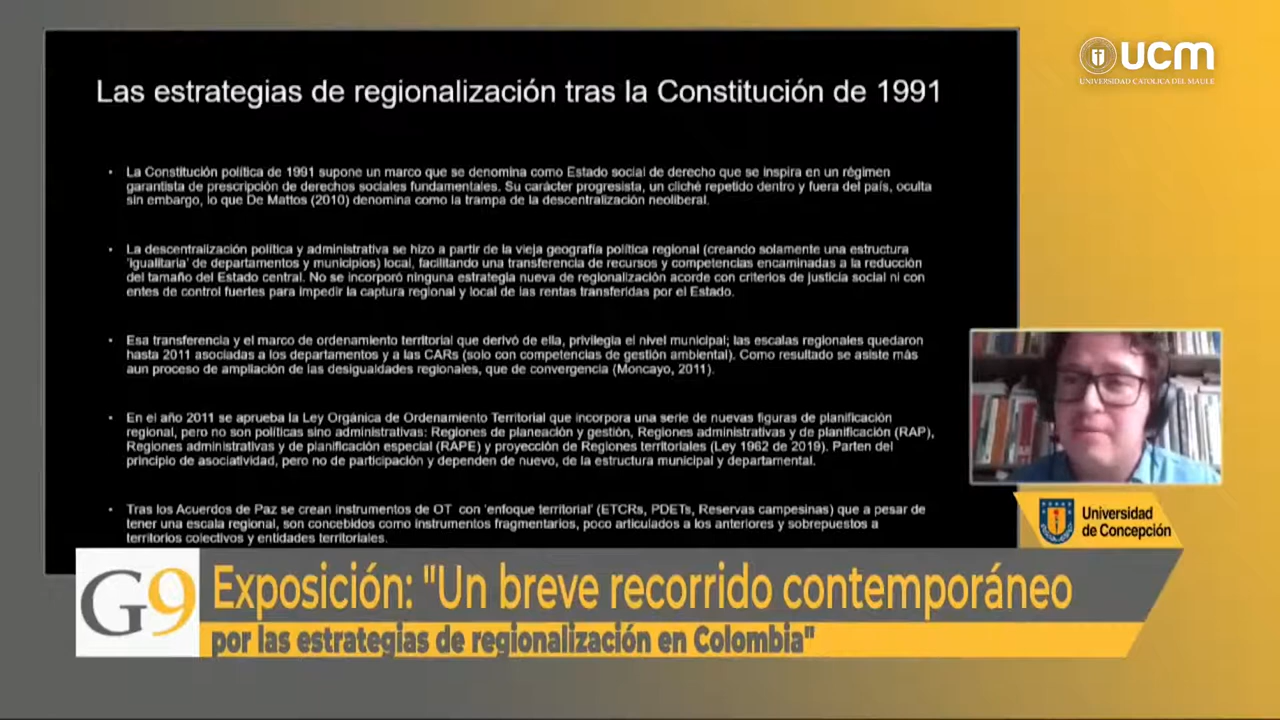 Las estrategias de regionalización tras la Constitución de 1991
• La Constitución política de 1991 supone un marco que se denomina como Estado social de derecho que se inspira en un régimen
garantista de prescripción de derechos sociales fundamentales. Su carácter progresista, un cliché repetido dentro y fuera del país, oculta
sin embargo, lo que De Mattos (2010) denomina como la trampa de la descentralización neoliberal.
• La descentralización política y administrativa se hizo a partir de la vieja geografía política regional (creando solamente una estructura
'igualitaria' de departamentos y municipios) local, facilitando una transferencia de recursos y competencias encaminadas a la reducción
del tamaño del Estado central. No se incorporó ninguna estrategia nueva de regionalización acorde con criterios de justicia social ni con
entes de control fuertes para impedir la captura regional y local de las rentas transferidas por el Estado.
• Esa transferencia y el marco de ordenamiento territorial que derivó de ella, privilegia el nivel municipal; las escalas regionales quedaron
hasta 2011 asociadas a los departamentos y a las CARs (solo con competencias de gestión ambiental). Como resultado se asiste más
aun proceso de ampliación de las desigualdades regionales, que de convergencia (Moncayo, 2011).
• En el año 2011 se aprueba la Ley Orgánica de Ordenamiento Territorial que incorpora una serie de nuevas figuras de planificación
regional, pero no son políticas sino administrativas: Regiones de planeación y gestión, Regiones administrativas y de planificación (RAP),
Regiones administrativas y de planificación especial (RAPE) y proyección de Regiones territoriales (Ley 1962 de 2019). Parten del
principio de asociatividad, pero no de participación y dependen de nuevo, de la estructura municipal y departamental.
• Tras los Acuerdos de Paz se crean instrumentos de OT con 'enfoque territorial' (ETCRs, PDETs, Reservas campesinas) que a pesar de
tener una escala regional, son concebidos como instrumentos fragmentarios, poco articulados a los anteriores y sobrepuestos a
territorios colectivos y entidades territoriales.
UCM
UNIVERSIDAD CATOLICA DEL MAULE
Universidad
de Concepción
G9
Exposición: "Un breve recorrido contemporáneo
por las estrategias de regionalización en Colombia"